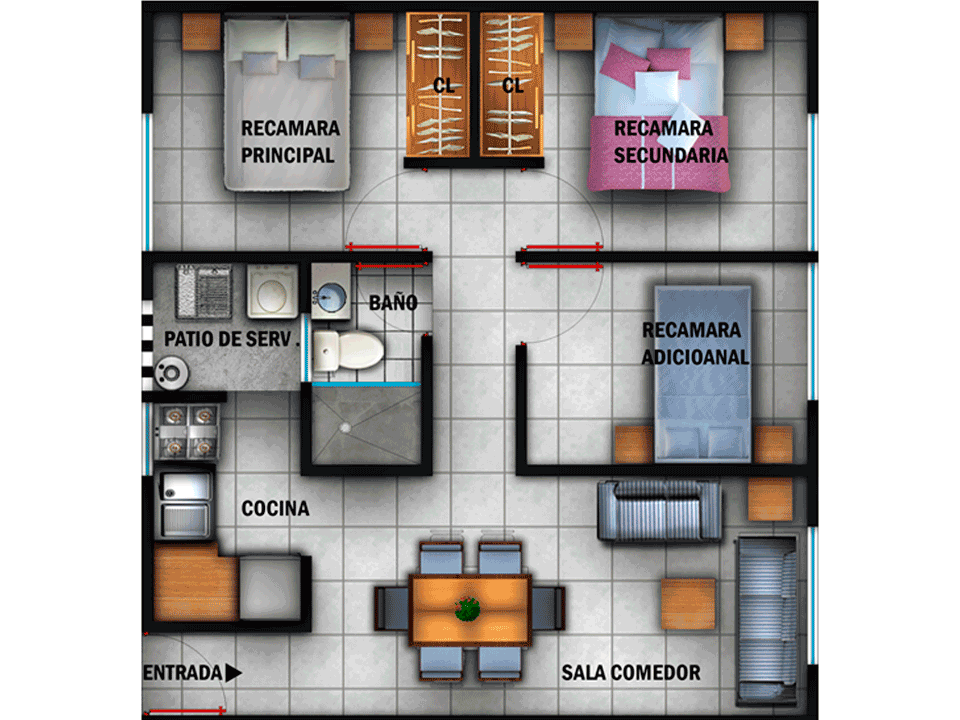 CL
CL
RECAMARA
PRINCIPAL
RECAMARA
SECUNDARIA
BAÑO
PATIO DE SERV .
RECAMARA
ADICIOANAL
COCINA
ENTRADA▶
SALA COMEDOR